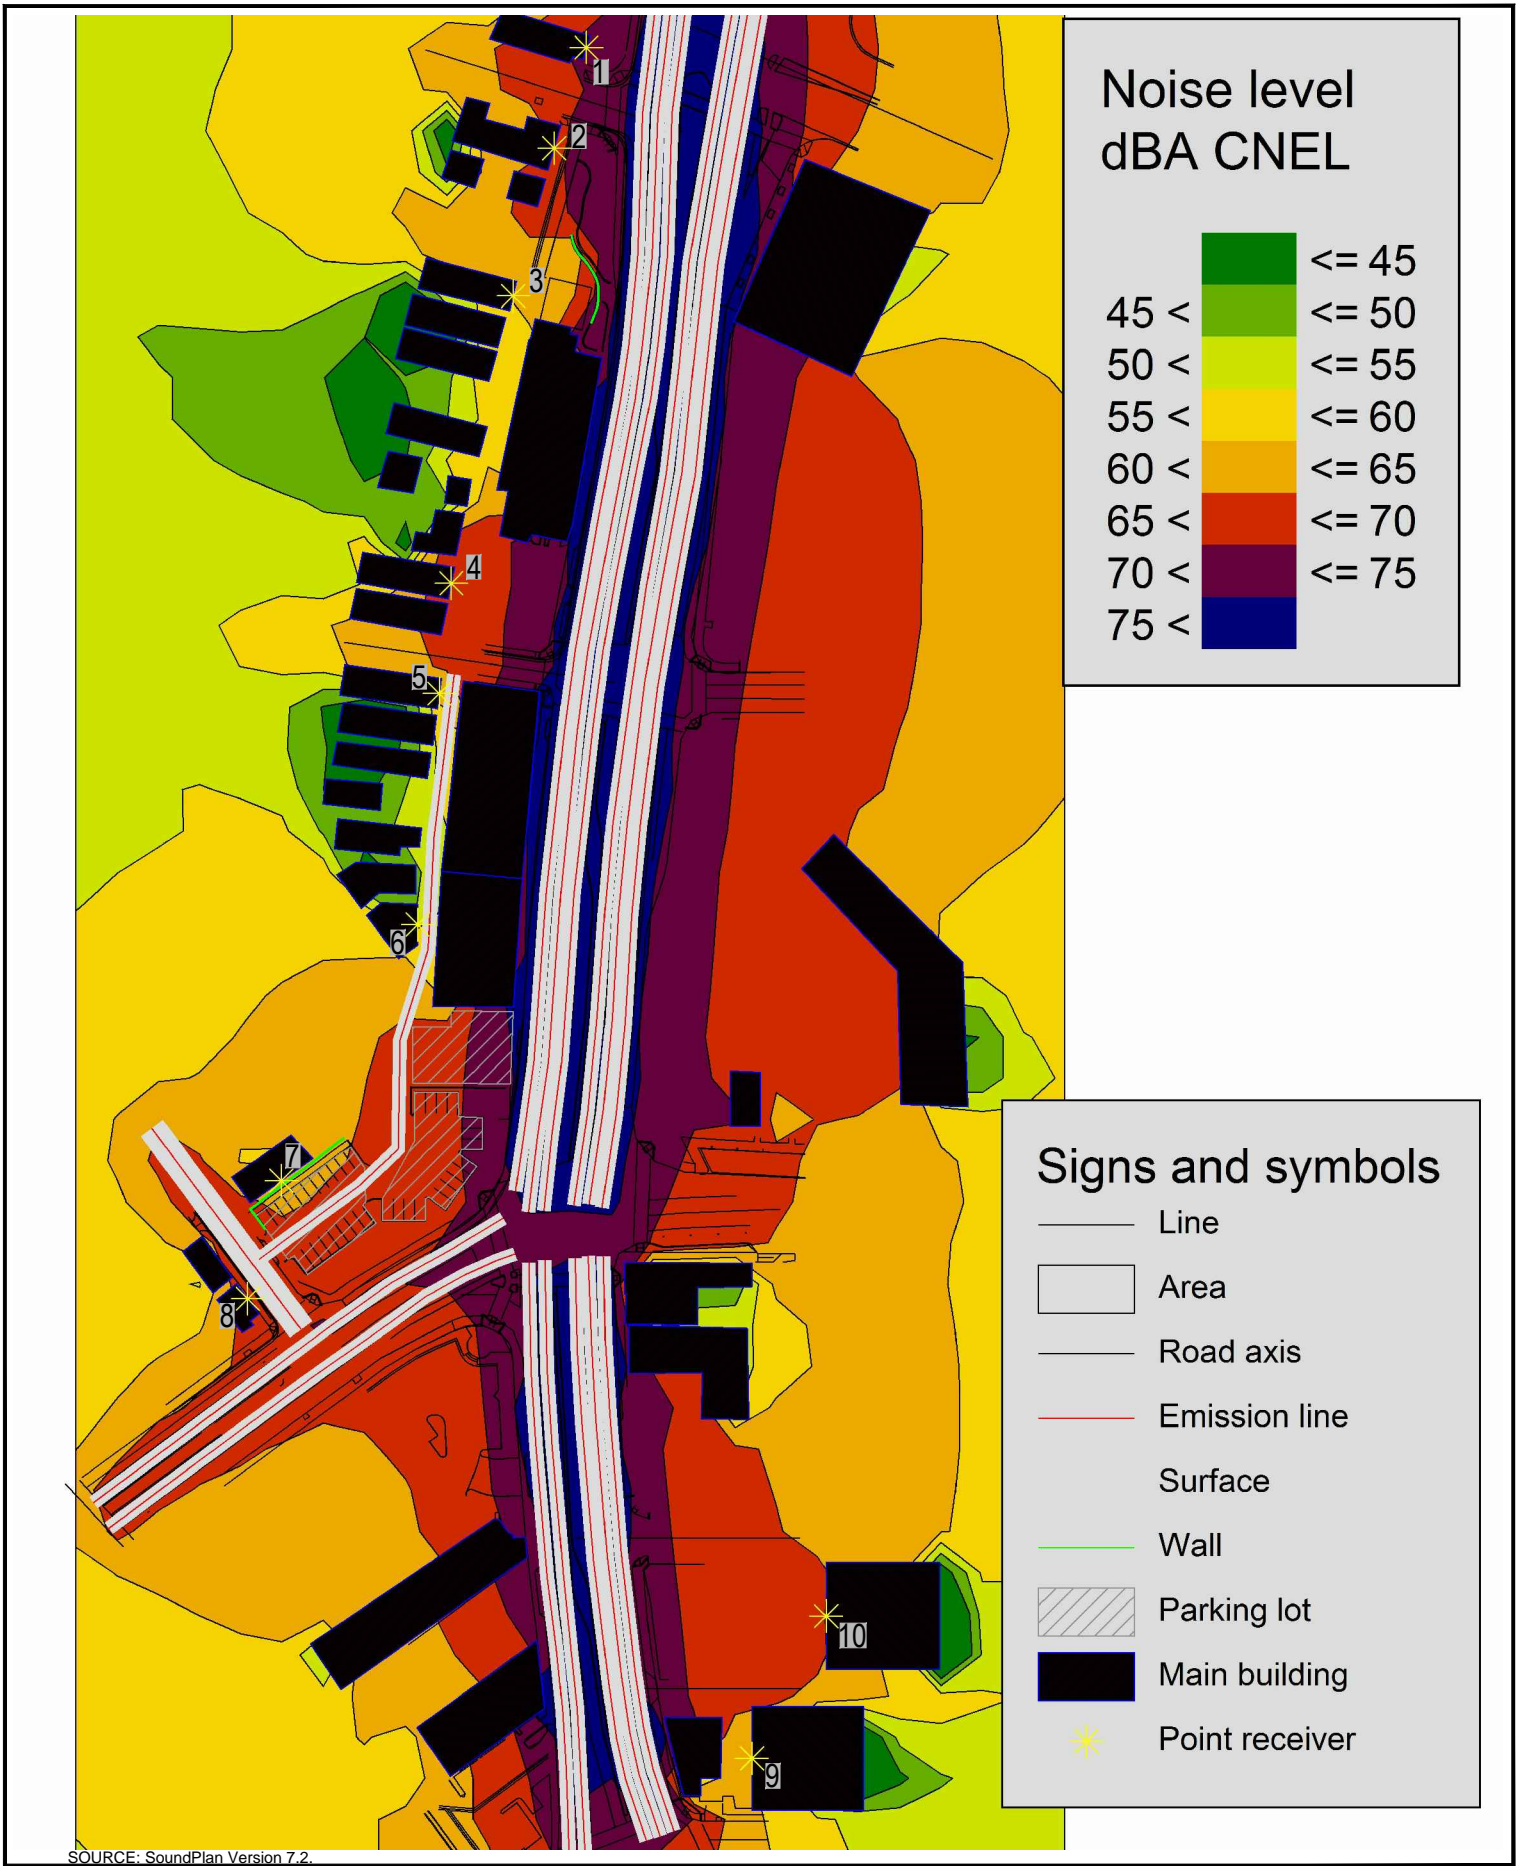 Noise level
dBA CNEL
<= 45
45 < <= 50
50 < <= 55
55 < <= 60
60 < <= 65
65 < <= 70
70 < <= 75
75 <
1
2
3
4
5
6
7
8
10
9
Signs and symbols
Line
Area
Road axis
Emission line
Surface
Wall
Parking lot
Main building
Point receiver
SOURCE: SoundPlan Version 7.2.